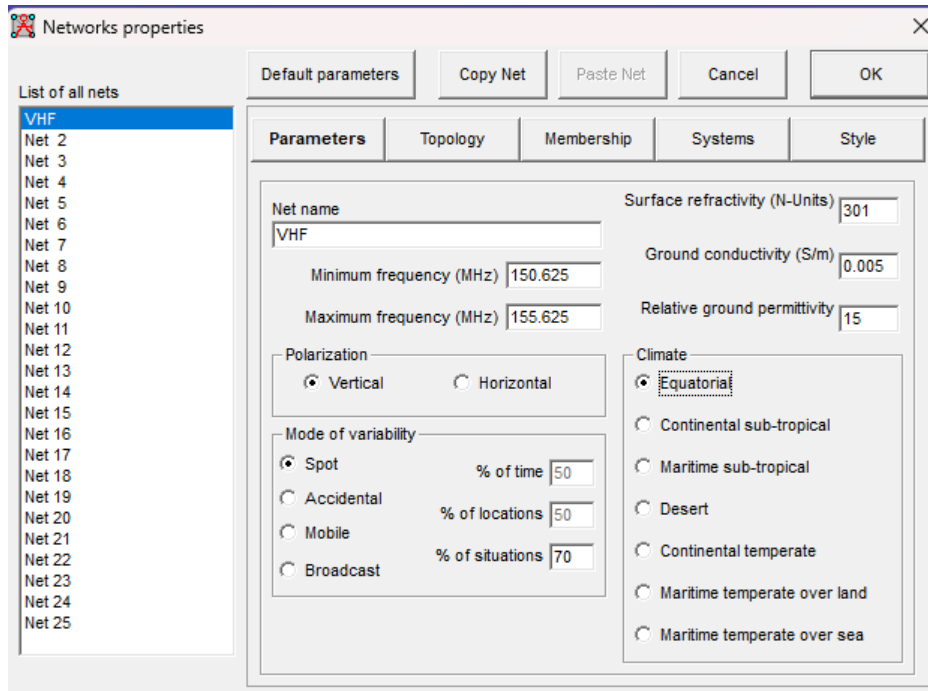 Networks properties
Default parameters
Copy Net
Paste Net
Cancel
OK
List of all nets
VHF
Net 2
Net 3
Net 4
Net 5
Net 6
Net 7
Net 8
Net 9
Net 10
Net 11
Net 12
Net 13
Net 14
Net 15
Net 16
Net 17
Net 18
Net 19
Net 20
Net 21
Net 22
Net 23
Net 24
Net 25
Parameters
Topology
Membership
Systems
Style
Net name
VHF
Minimum frequency (MHz) 150.625
Maximum frequency (MHz) 155.625
Polarization
Vertical
Horizontal
Mode of variability
Spot
Accidental
Mobile
Broadcast
% of time 50
% of locations 50
% of situations 70
Surface refractivity (N-Units) 301
Ground conductivity (S/m) 0.005
Relative ground permittivity 15
Climate
Equatorial
Continental sub-tropical
Maritime sub-tropical
Desert
Continental temperate
Maritime temperate over land
Maritime temperate over sea